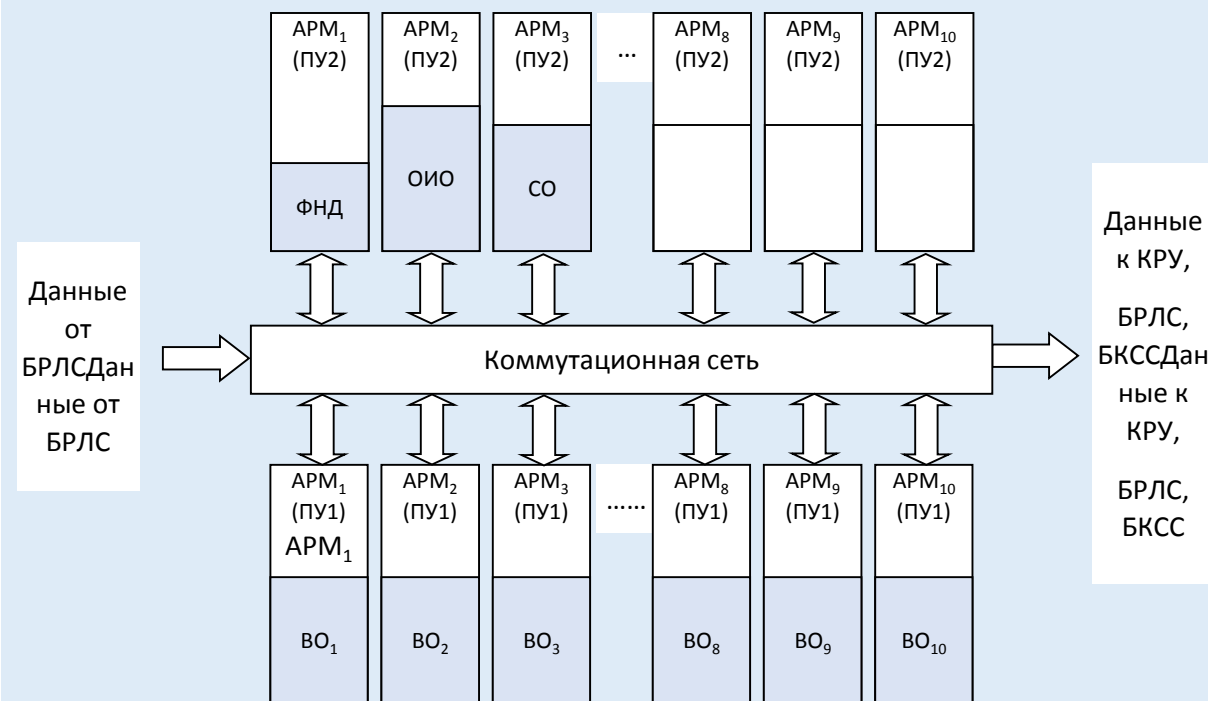 АРМ1
(ПУ2)
АРМ2
(ПУ2)
АРМ3
(ПУ2)
...
АРМ8
(ПУ2)
АРМ9
(ПУ2)
АРМ10
(ПУ2)
ФНД
ОИО
СО
Данные
от
БРЛСДан
ные от
БРЛС
Коммутационная сеть
Данные
к КРУ,
БРЛС,
БКССДан
ные к
КРУ,
БРЛС,
БКСС
АРМ1
(ПУ1)
АРМ1
АРМ2
(ПУ1)
АРМ3
(ПУ1)
......
АРМ8
(ПУ1)
АРМ9
(ПУ1)
АРМ10
(ПУ1)
ВО1
ВО2
ВО3
ВО8
ВО9
ВО10